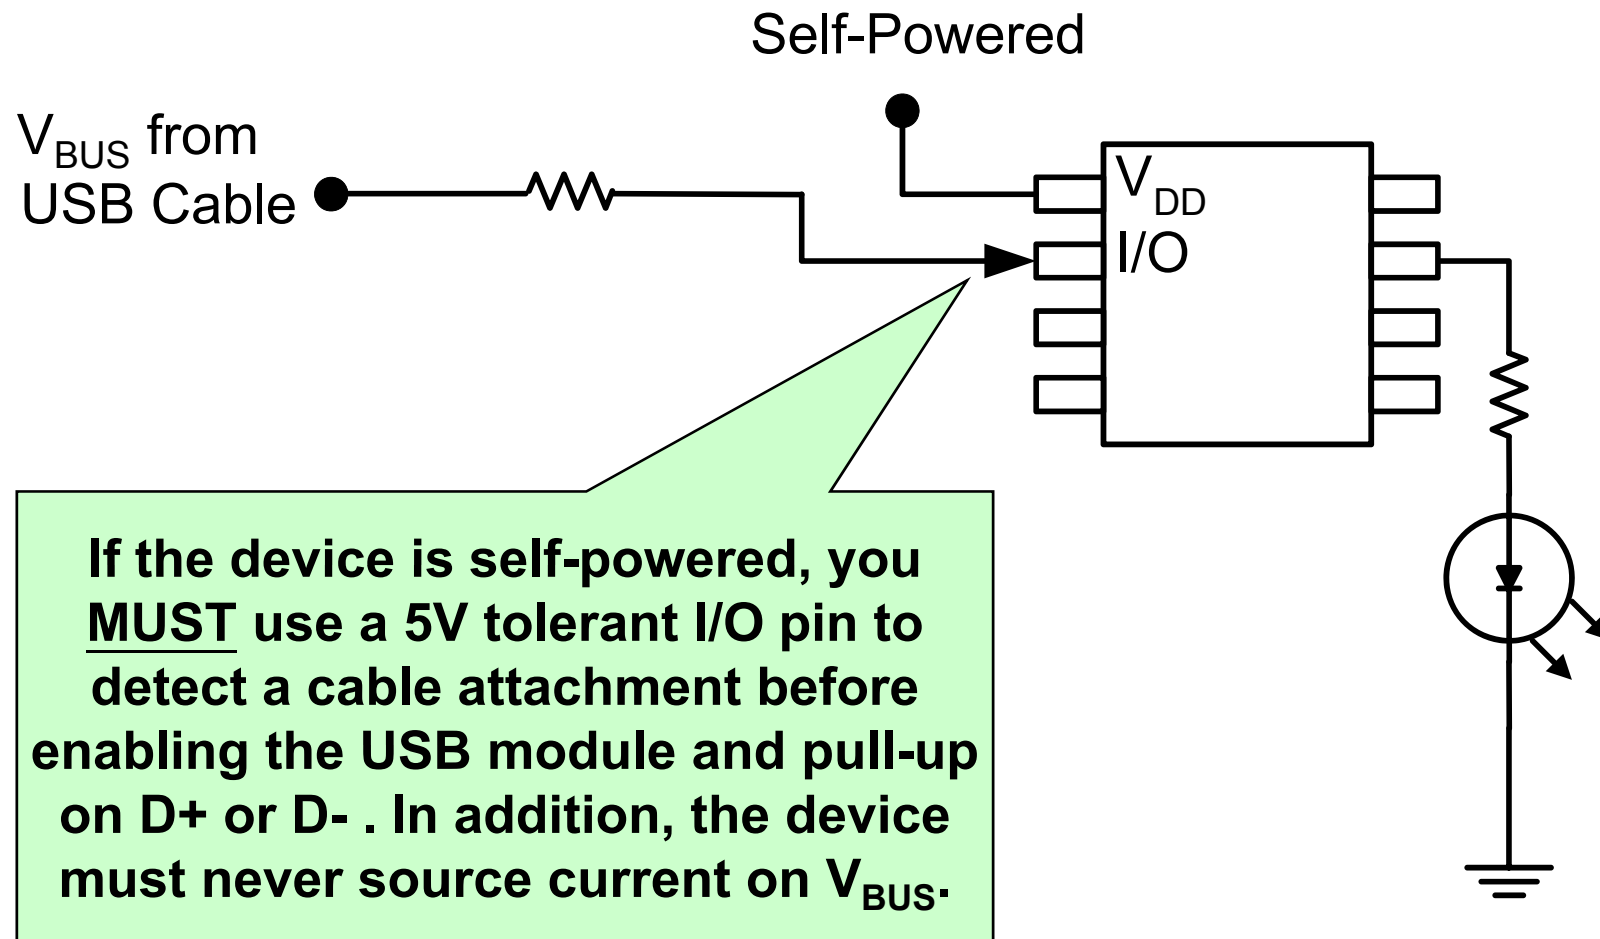 Self-Powered
VBUS from
USB Cable
VDD
I/O
If the device is self-powered, you
MUST use a 5V tolerant I/O pin to
detect a cable attachment before
enabling the USB module and pull-up
on D+ or D- . In addition, the device
must never source current on VBUS.